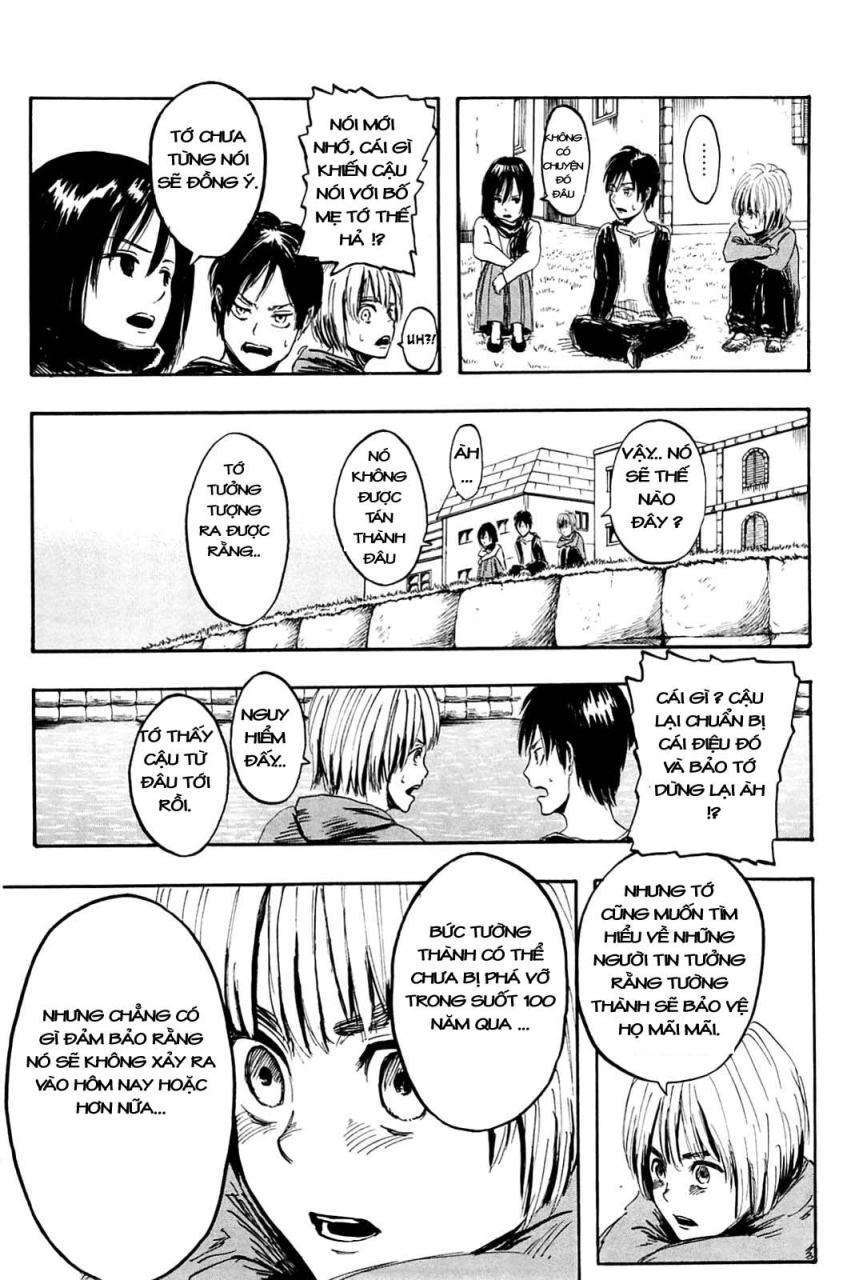 ......
KHÔNG
CÓ
CHUYỆN
ĐÓ
ĐÂU
NÓI MỚI
NHỚ, CÁI GÌ
KHIẾN CẬU
NÓI VỚI BỐ
MẸ TỚ THẾ
HẢ !?
UH?!
TỚ CHƯA
TỪNG NÓI
SẼ ĐỒNG Ý.
VẬY... NÓ
SẼ THẾ
NÀO
ĐÂY ?
ÀH
...
NÓ
KHÔNG
ĐƯỢC
TÁN
THÀNH
ĐÂU
TỚ
TƯỞNG
TƯỢNG
RA ĐƯỢC
RẰNG..
CÁI GÌ ? CẬU
LẠI CHUẨN BỊ
CÁI ĐIỆU ĐÓ
VÀ BẢO TỚ
DỪNG LẠI ÀH
!?
NGUY
HIỂM
ĐẤY...
TỚ THẤY
CẬU TỪ
ĐÂU TỚI
RỒI.
NHƯNG TỚ
CŨNG MUỐN TÌM
HIỂU VỀ NHỮNG
NGƯỜI TIN TƯỞNG
RẰNG TƯỜNG
THÀNH SẼ BẢO VỆ
HỌ MÃI MÃI.
BỨC TƯỜNG
THÀNH CÓ THỂ
CHƯA BỊ PHÁ VỠ
TRONG SUỐT 100
NĂM QUA ...
NHƯNG CHẲNG CÓ
GÌ ĐẢM BẢO RẰNG
NÓ SẼ KHÔNG XẢY RA
VÀO HÔM NAY HOẶC
HƠN NỮA...